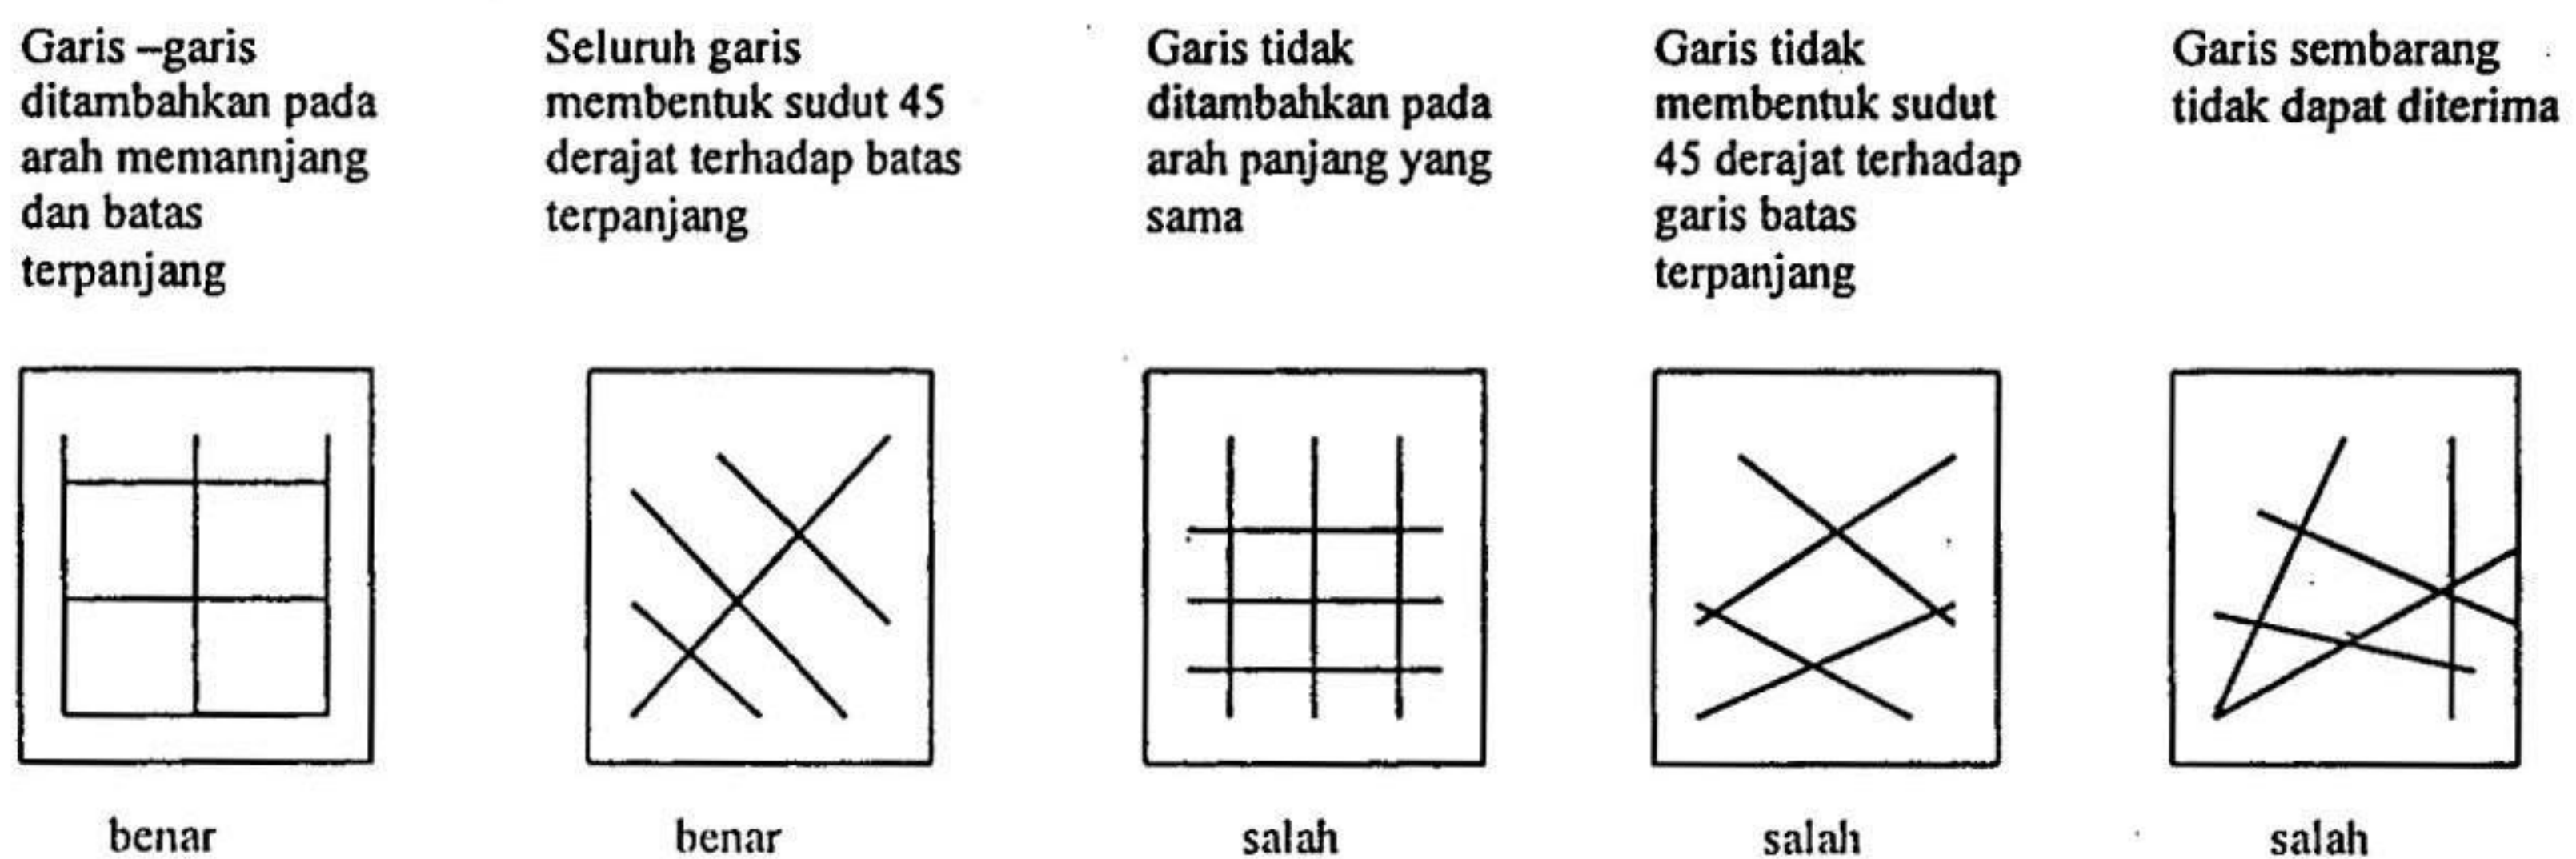 Garis –garis
ditambahkan pada
arah memannjang
dan batas
terpanjang
Seluruh garis
membentuk sudut 45
derajat terhadap batas
terpanjang
Garis tidak
ditambahkan pada
arah panjang yang
sama
Garis tidak
membentuk sudut
45 derajat terhadap
garis batas
terpanjang
Garis sembarang
tidak dapat diterima
benar
benar
salah
salah
salah